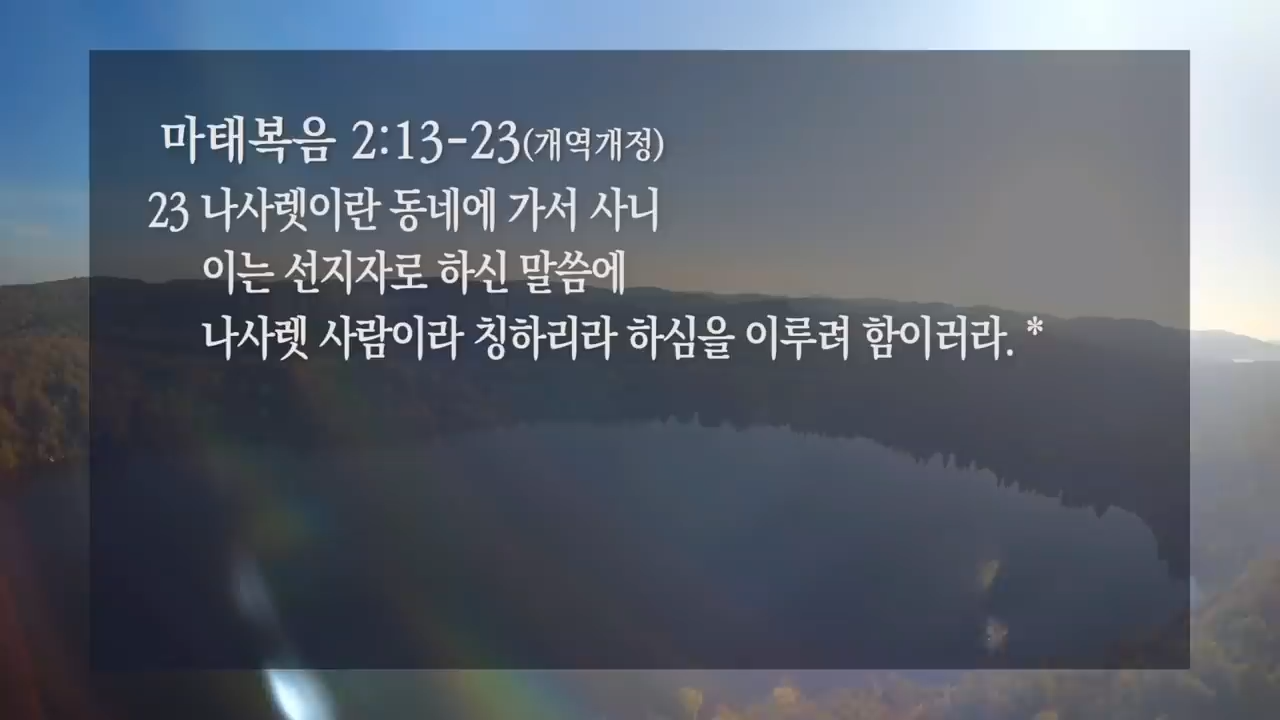 마태복음 2:13-23(개역개정)
23 나사렛이란 동네에 가서 사니
이는 선지자로 하신 말씀에
나사렛 사람이라 칭하리라 하심을 이루려 함이러라. *